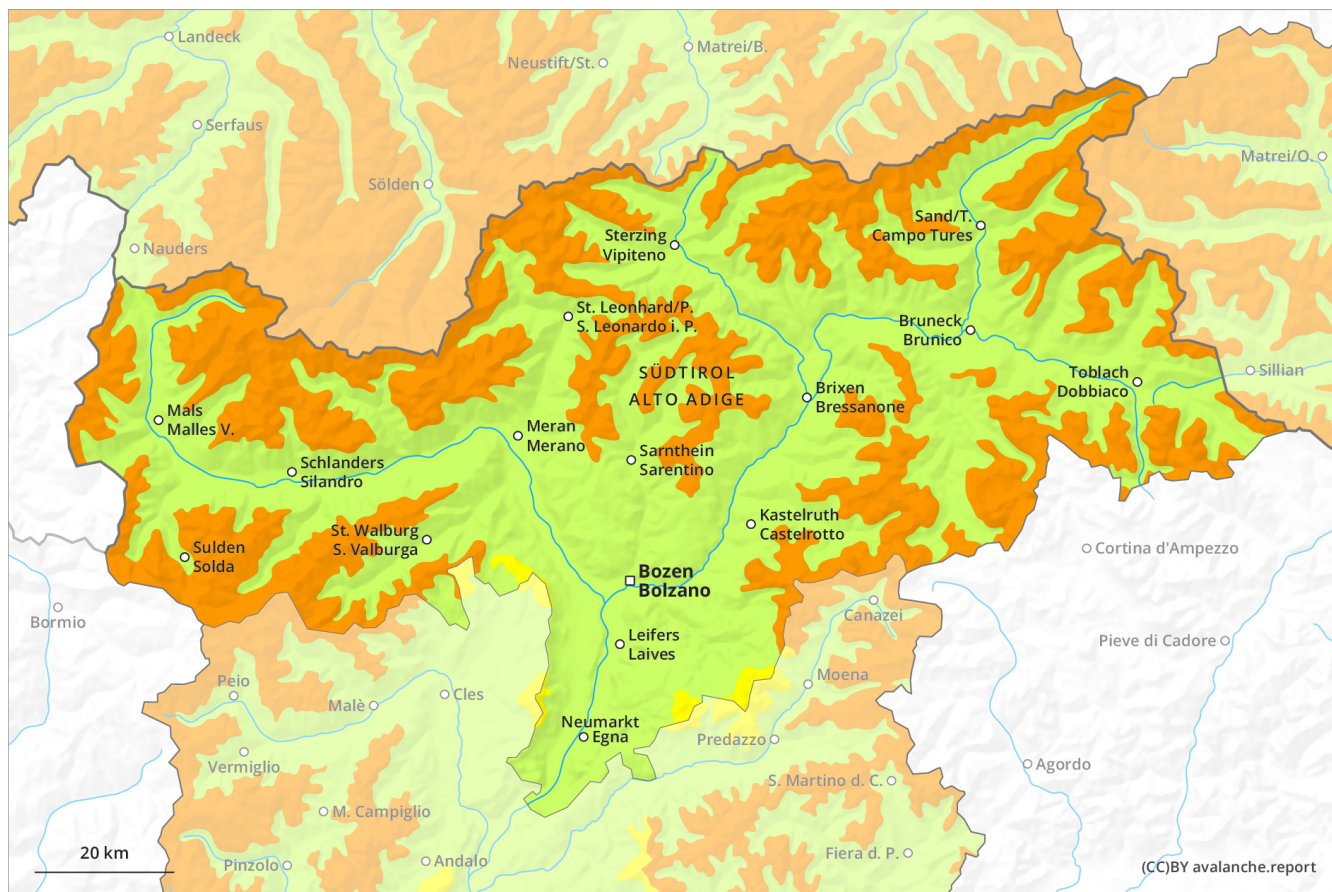 Landeck
Matrei/B.
Neustift/St.
Serfaus
Matrei/O.
Sölden
Sand/T.
Campo Tures
Sterzing
Vipiteno
Nauders
St. Leonhard/P.
S. Leonardo i. P.
Bruneck
Brunico
SÜDTIROL
ALTO ADIGE
Toblach
Dobbiaco
Sillian
Brixen
Bressanone
Mals
Malles V.
Meran
Merano
Sarnthein
Sarentino
Schlanders
Silandro
Kastelruth
Castelrotto
St. Walburg
S. Valburga
Sulden
Solda
Cortina d'Ampezzo
Bozen
Bolzano
Bormio
Canazei
Leifers
Laives
Pieve di Cadore
Peio
Moena
Cles
Malè
Neumarkt
Egna
Predazzo
Vermiglio
Agordo
S. Martino d. C.
M. Campiglio
20 km
Pinzolo
Andalo
Fiera d. P.
(CC)BY avalanche.report